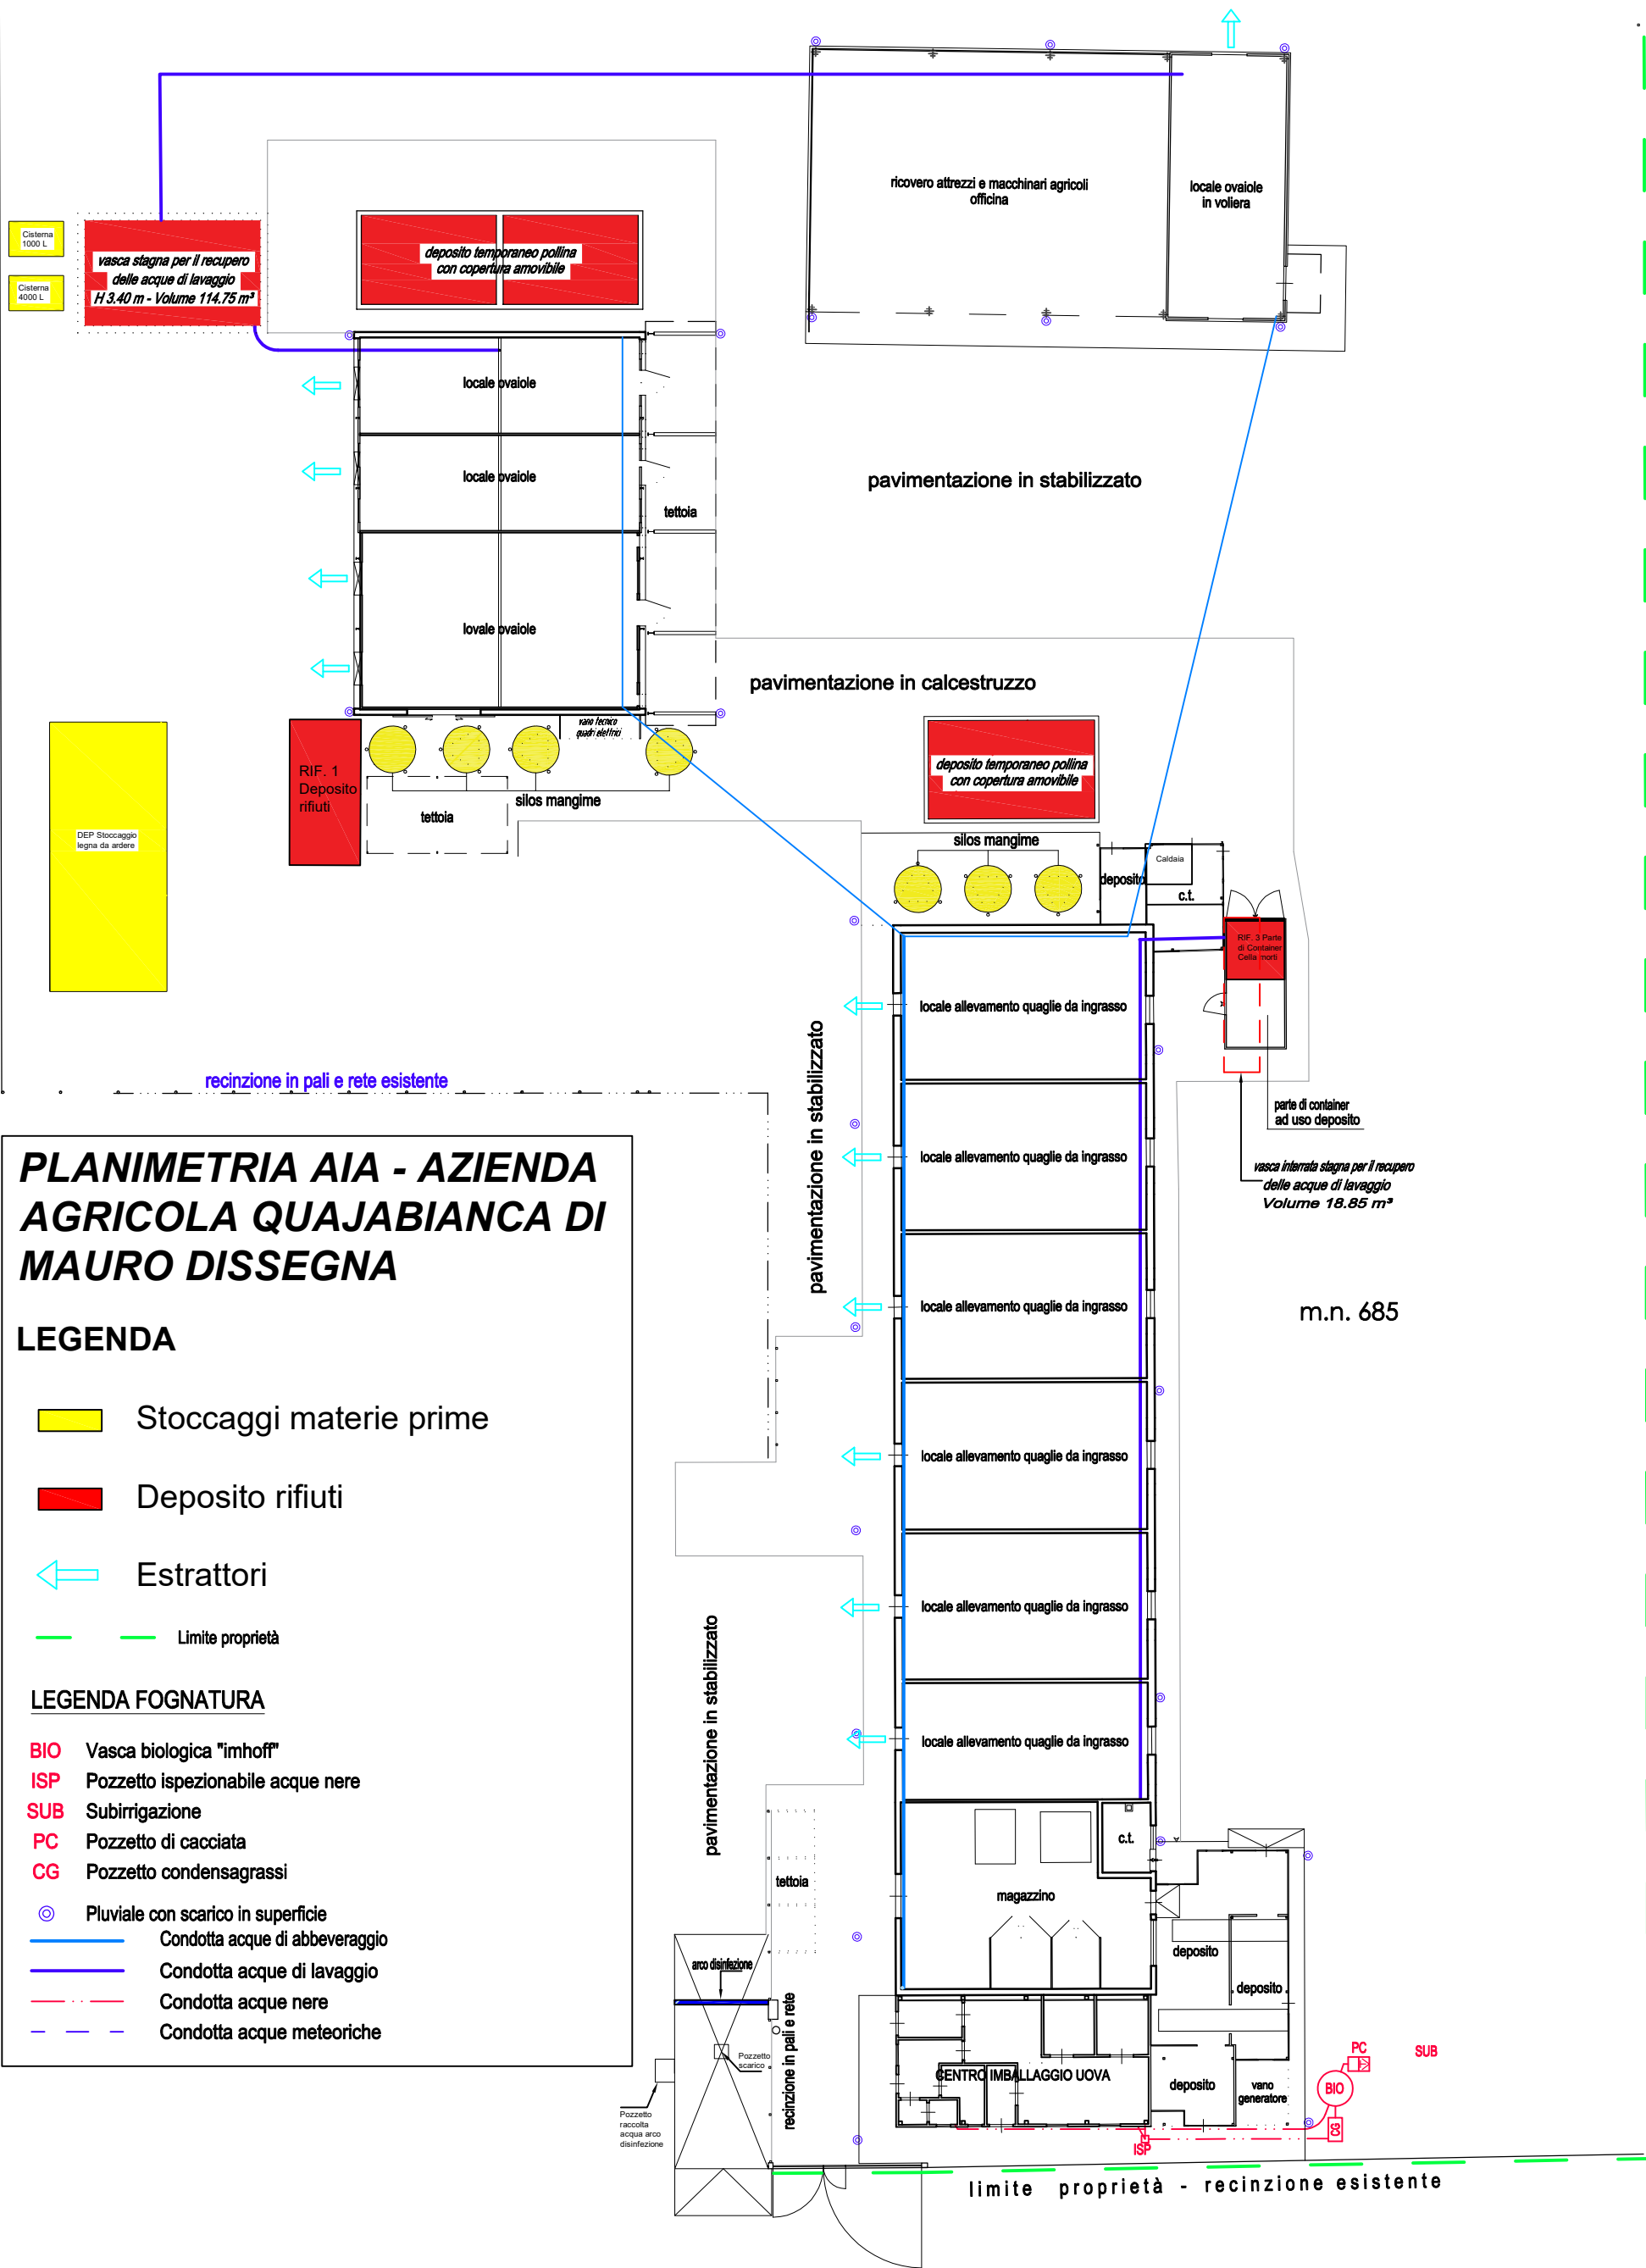 ricovero attrezzi e macchinari agricoli
officina
locale ovaiole
in voliera
Cisterna
1000 L
Cisterna
4000 L
vasca stagna per il recupero
delle acque di lavaggio
H 3.40 m - Volume 114.75 m³
deposito temporaneo pollina
con copertura amovibile
locale ovaiole
locale ovaiole
tettoia
lovale ovaiole
pavimentazione in stabilizzato
pavimentazione in calcestruzzo
vano tecnico
quadri elettrici
RIF. 1
Deposito
rifiuti
silos mangime
tettoia
DEP Stoccaggio
legna da ardere
deposito temporaneo pollina
con copertura amovibile
silos mangime
deposito
Caldaia
c.t.
RIF. 3 Parte
di Container
Cella morti
locale allevamento quaglie da ingrasso
locale allevamento quaglie da ingrasso
locale allevamento quaglie da ingrasso
locale allevamento quaglie da ingrasso
locale allevamento quaglie da ingrasso
locale allevamento quaglie da ingrasso
pavimentazione in stabilizzato
recinzione in pali e rete esistente
parte di container
ad uso deposito
vasca interrata stagna per il recupero
delle acque di lavaggio
Volume 18.85 m³
m.n. 685
PLANIMETRIA AIA - AZIENDA
AGRICOLA QUAJABIANCA DI
MAURO DISSEGNA
LEGENDA
Stoccaggi materie prime
Deposito rifiuti
Estrattori
Limite proprietà
LEGENDA FOGNATURA
BIO Vasca biologica "imhoff"
ISP Pozzetto ispezionabile acque nere
SUB Subirrigazione
PC Pozzetto di cacciata
CG Pozzetto condensagrassi
Pluviale con scarico in superficie
Condotta acque di abbeveraggio
Condotta acque di lavaggio
Condotta acque nere
Condotta acque meteoriche
pavimentazione in stabilizzato
tettoia
arco disinfezione
Pozzetto
scarico
Pozzetto
raccolta
acqua arco
disinfezione
recinzione in pali e rete
magazzino
c.t.
deposito
deposito
CENTRO IMBALLAGGIO UOVA
deposito
vano
generatore
PC
SUB
BIO
CG
ISP
limite proprietà - recinzione esistente